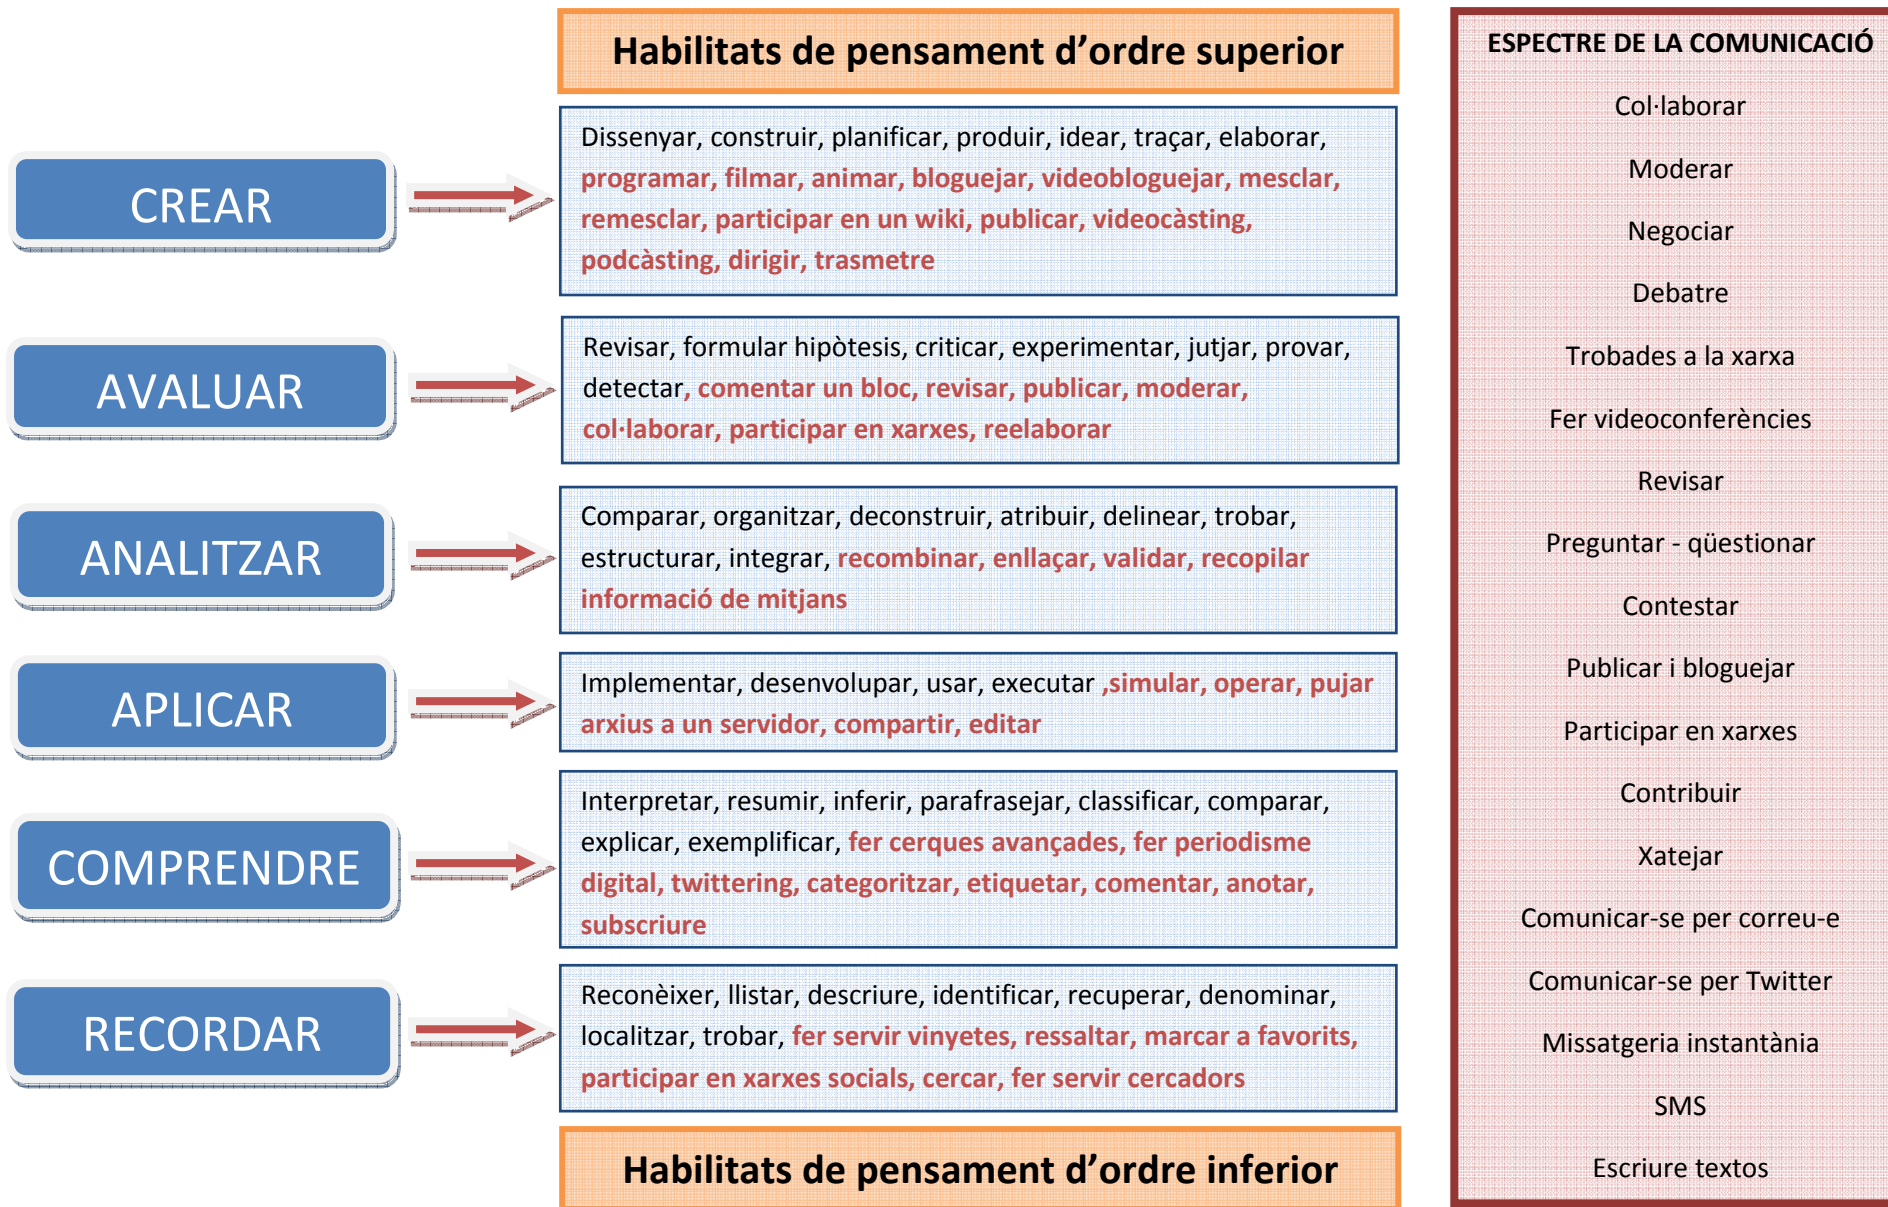 Habilitats de pensament d’ordre superior
CREAR
Dissenyar, construir, planificar, produir, idear, traçar, elaborar,
programar, filmar, animar, bloguejar, videobloguejar, mesclar,
remesclar, participar en un wiki, publicar, videocàsting,
podcàsting, dirigir, trasmetre
AVALUAR
Revisar, formular hipòtesis, criticar, experimentar, jutjar, provar,
detectar, comentar un bloc, revisar, publicar, moderar,
col·laborar, participar en xarxes, reelaborar
ANALITZAR
Comparar, organitzar, deconstruir, atribuir, delinear, trobar,
estructurar, integrar, recombinar, enllaçar, validar, recopilar
informació de mitjans
APLICAR
Implementar, desenvolupar, usar, executar ,simular, operar, pujar
arxius a un servidor, compartir, editar
COMPRENDRE
Interpretar, resumir, inferir, parafrasejar, classificar, comparar,
explicar, exemplificar, fer cerques avançades, fer periodisme
digital, twittering, categoritzar, etiquetar, comentar, anotar,
subscriure
RECORDAR
Reconèixer, llistar, descriure, identificar, recuperar, denominar,
localitzar, trobar, fer servir vinyetes, ressaltar, marcar a favorits,
participar en xarxes socials, cercar, fer servir cercadors
Habilitats de pensament d’ordre inferior
ESPECTRE DE LA COMUNICACIÓ
Col·laborar
Moderar
Negociar
Debatre
Trobades a la xarxa
Fer videoconferències
Revisar
Preguntar - qüestionar
Contestar
Publicar i bloguejar
Participar en xarxes
Contribuir
Xatejar
Comunicar-se per correu-e
Comunicar-se per Twitter
Missatgeria instantània
SMS
Escriure textos